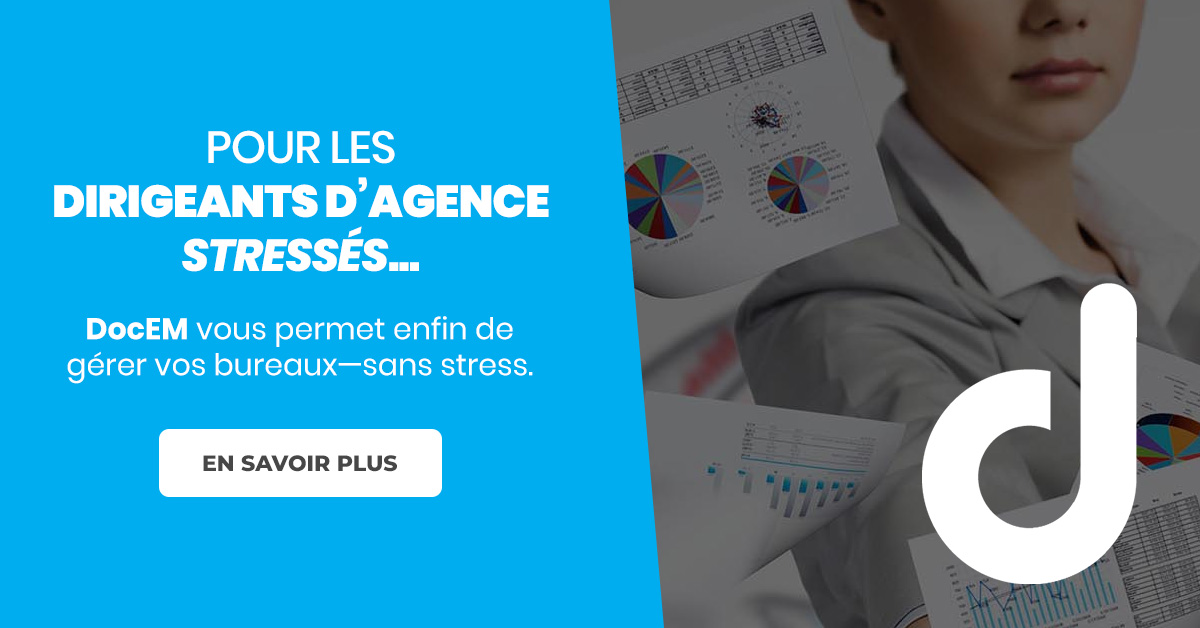 POUR LES
DIRIGEANTS D’AGENCE
STRESSÉS...
DocEM vous permet enfin de
gérer vos bureaux—sans stress.
EN SAVOIR PLUS